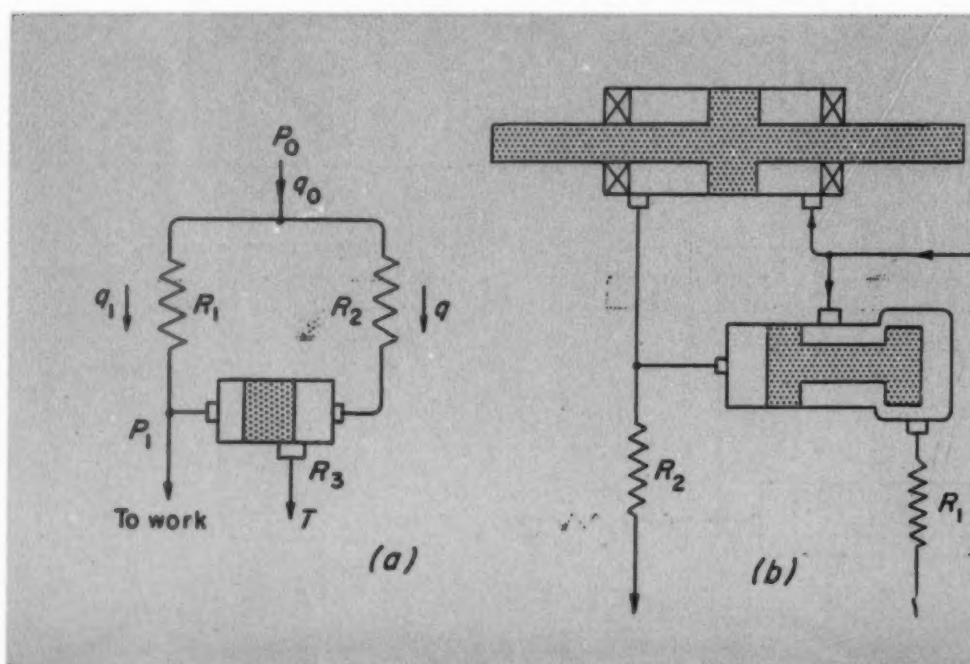 P₀
q₀
q₁ R₁ R₂ q
P₁
R₃
To work T
(a)
R₂
R₁
(b)